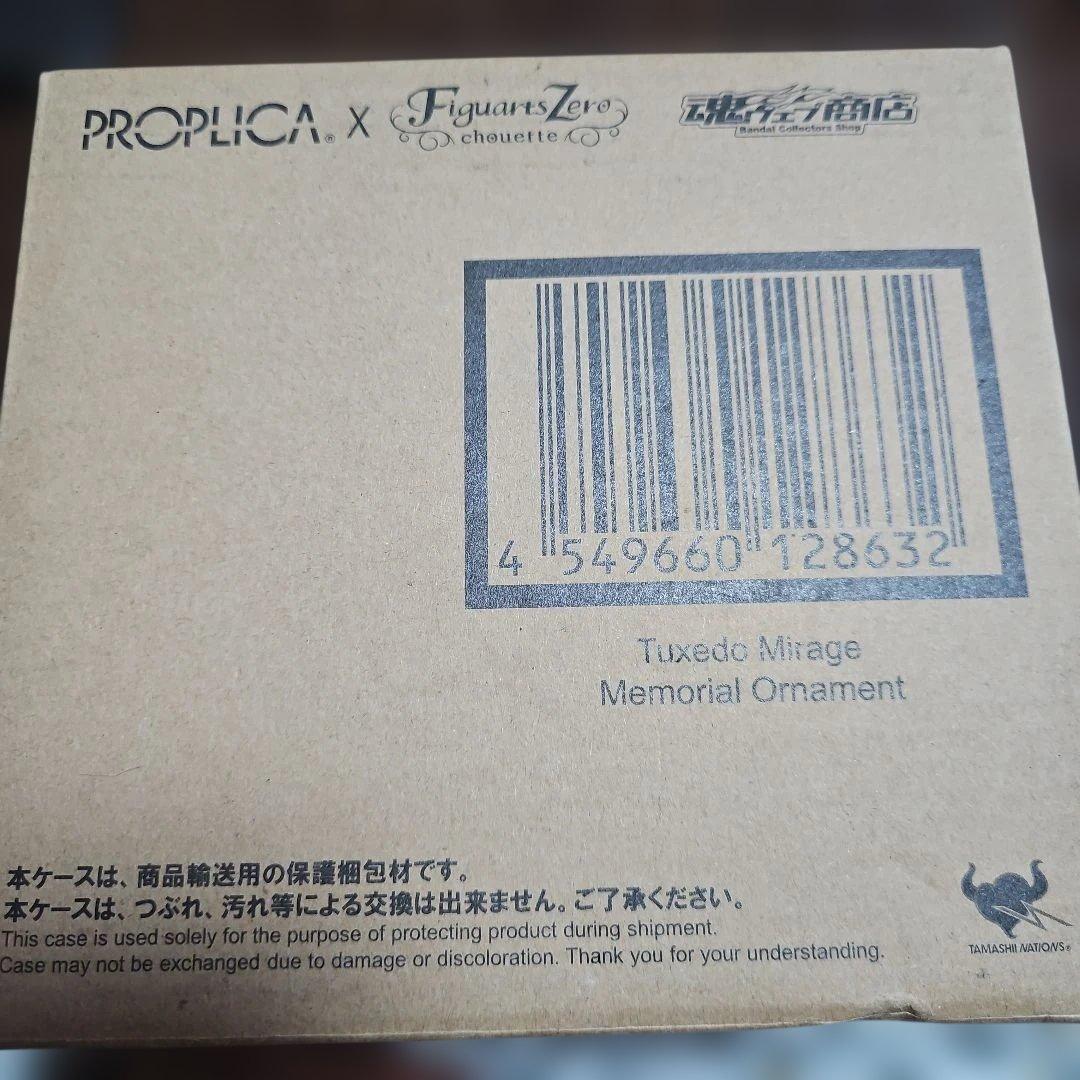 PROPLICA® X FiguartsZero chouette
魂ウェブ商店
Bandai Collectors Shop
4 549660 128632
Tuxedo Mirage
Memorial Ornament
本ケースは、商品輸送用の保護梱包材です。
本ケースは、つぶれ、汚れ等による交換は出来ません。ご了承ください。
This case is used solely for the purpose of protecting product during shipment.
Case may not be exchanged due to damage or discoloration. Thank you for your understanding.
TAMASHII NATIONS®